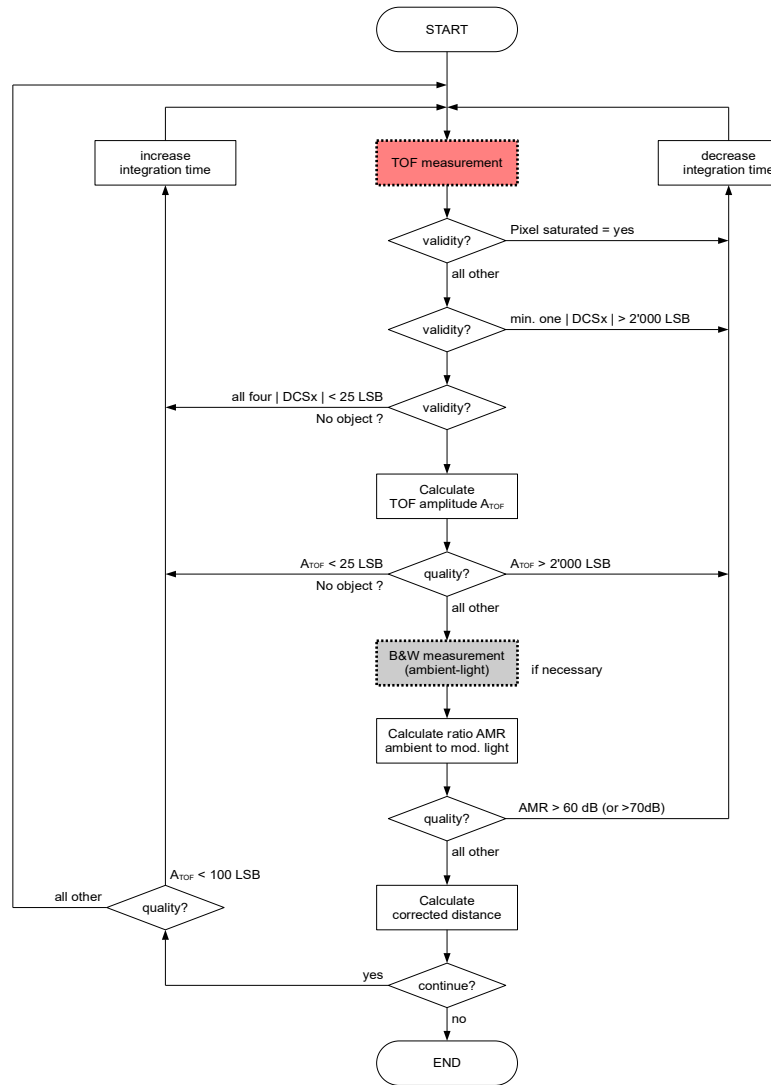 START
increase
integration time
TOF measurement
decrease
integration time
validity?
Pixel saturated = yes
all other
validity?
min. one | DCSx | > 2'000 LSB
all four | DCSx | < 25 LSB
No object ?
validity?
Calculate
TOF amplitude ATOF
ATOF < 25 LSB
No object ?
quality?
ATOF > 2'000 LSB
all other
B&W measurement
(ambient-light)
if necessary
Calculate ratio AMR
ambient to mod. light
quality?
AMR > 60 dB (or >70dB)
all other
ATOF < 100 LSB
all other
quality?
Calculate
corrected distance
yes
continue?
no
END